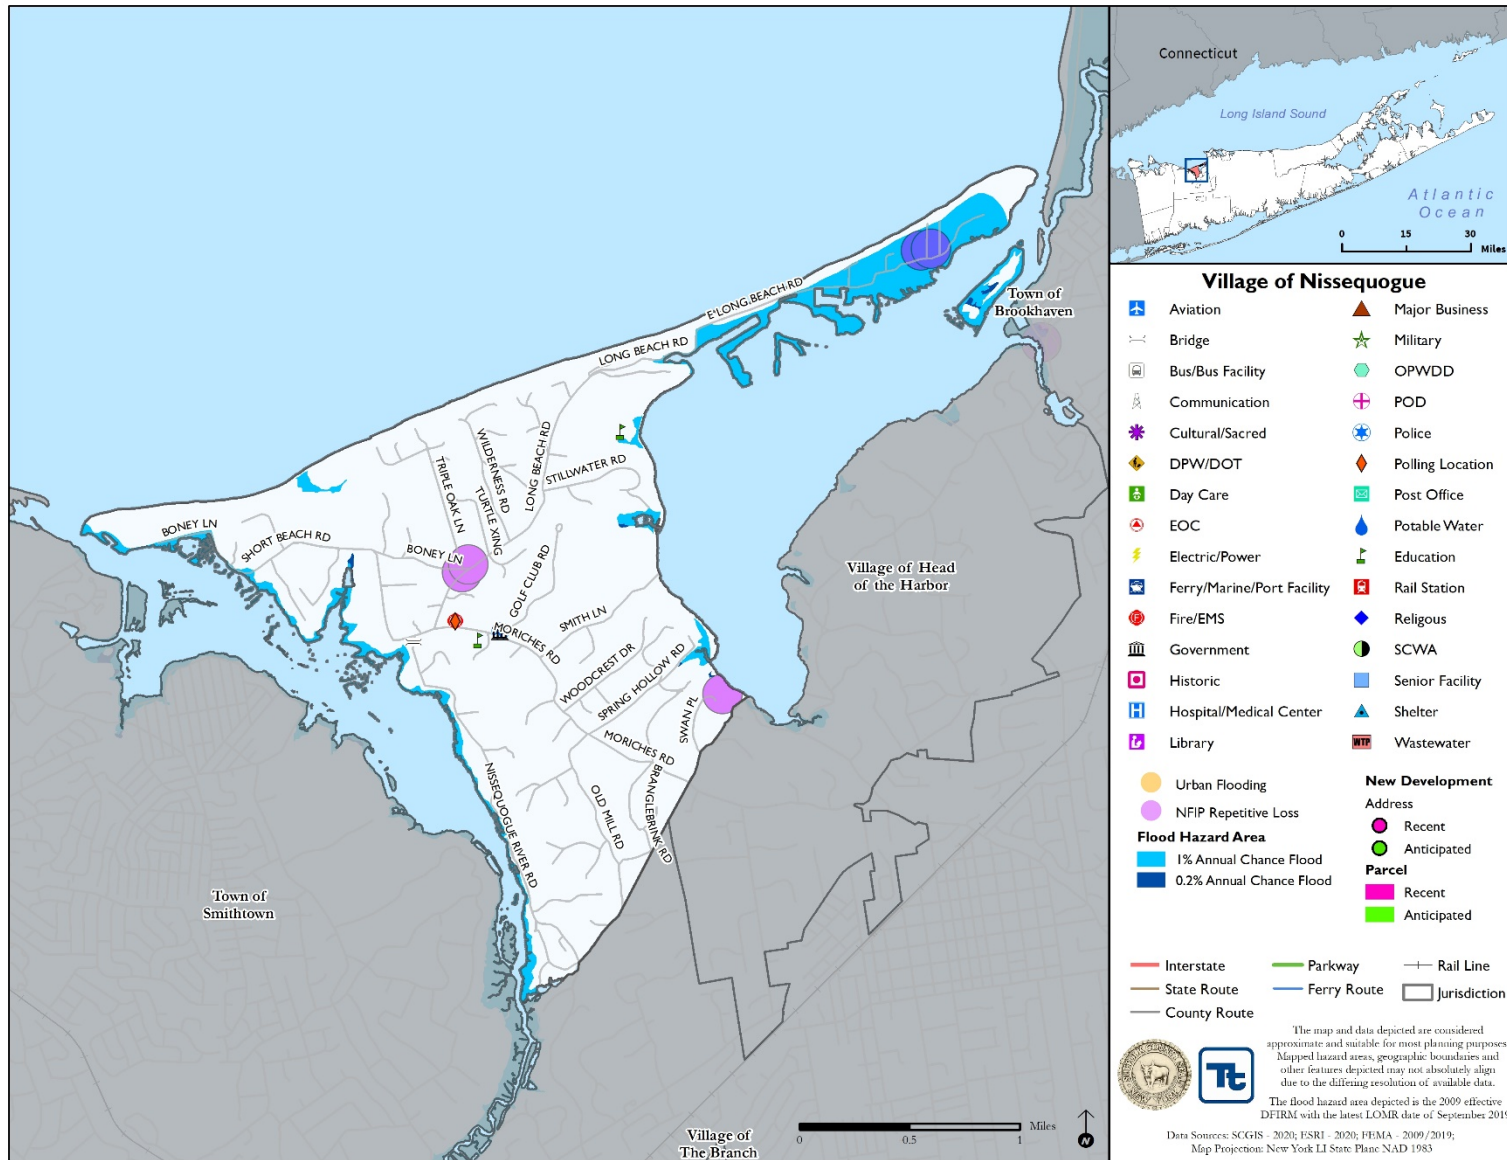 Connecticut
Long Island Sound
Atlantic
Ocean
0 15 30
Miles
E LONG BEACH RD
Town of
Brookhaven
LONG BEACH RD
WILDERNESS RD
TRIPLE OAK LN
TURTLE XING
LONG BEACH RD
STILLWATER RD
BONEY LN
SHORT BEACH RD
BONEY LN
GOLF CLUB RD
Village of Head
of the Harbor
SMITH LN
MORICHES RD
WOODCREST DR
SPRING HOLLOW RD
SWAN PL
MORICHES RD
BRANGLEBRINK RD
OLD MILL RD
NISSEQUOGUE RIVER RD
Town of
Smithtown
Village of
The Branch
0 0.5 1
Miles
N
Village of Nissequogue
Aviation
Bridge
Bus/Bus Facility
Communication
Cultural/Sacred
DPW/DOT
Day Care
EOC
Electric/Power
Ferry/Marine/Port Facility
Fire/EMS
Government
Historic
Hospital/Medical Center
Library
Major Business
Military
OPWDD
POD
Police
Polling Location
Post Office
Potable Water
Education
Rail Station
Religous
SCWA
Senior Facility
Shelter
WTP Wastewater
Urban Flooding
NFIP Repetitive Loss
Flood Hazard Area
1% Annual Chance Flood
0.2% Annual Chance Flood
New Development
Address
Recent
Anticipated
Parcel
Recent
Anticipated
Interstate
State Route
County Route
Parkway
Ferry Route
Rail Line
Jurisdiction
Tt
The map and data depicted are considered
approximate and suitable for most planning purposes
Mapped hazard areas, geographic boundaries and
other features depicted may not absolutely align
due to the differing resolution of available data.
The flood hazard area depicted is the 2009 effective
DFIRM with the latest LOMR date of September 2019
Data Sources: SCGIS - 2020; ESRI - 2020; FEMA - 2009/2019;
Map Projection: New York LI State Plane NAD 1983